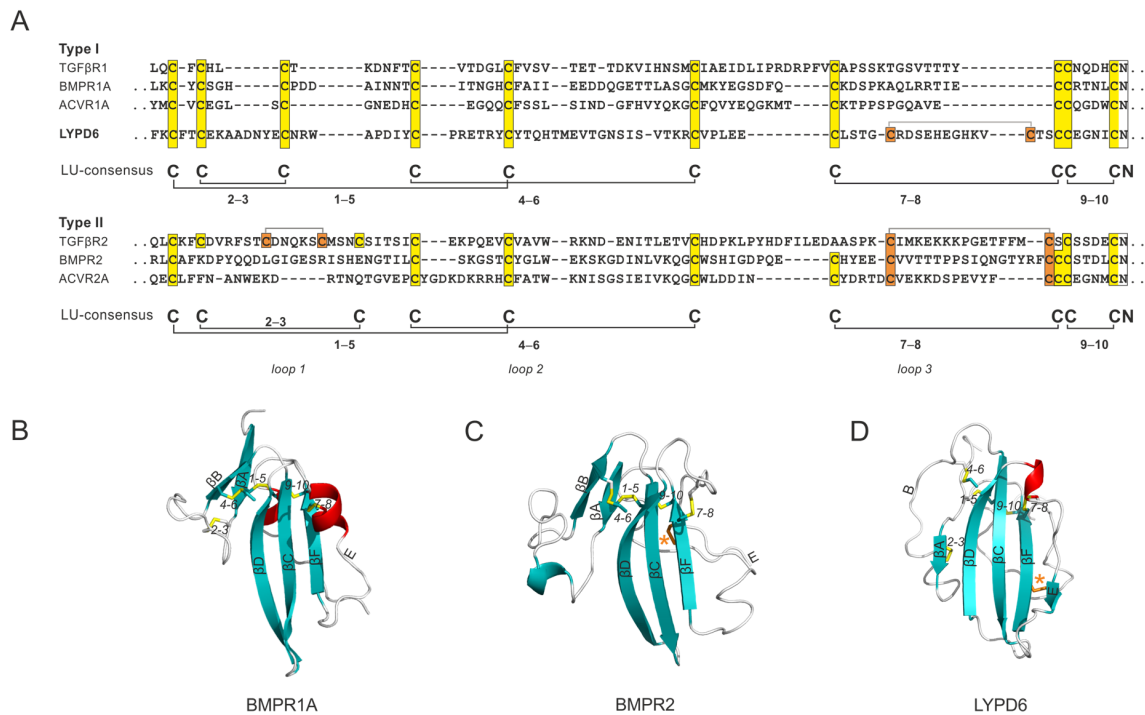 A
Type I
TGFβR1 LQCFCHL------CT-----KDNFTC----VTDGLCFVSV-TET-TDKVIHNSMCIAEIDLIPRDRPFVCAPSSKTGSVTTTY----------CCNQDHCN
BMPR1A ..LKCYCSGH-----CPDD---AINNTC----ITNGHCFAII-EEDDQGETTLASGCMKYEGSDFQ------CKDSPKAQLRRTIE----------CCRTNLCN..
ACVR1A ..YMCVCEGL---SC------GNEDHC----EGQQCFSSL-SIND-GFHVYQKGCFQVYEQGKMT------CKTPPSPGQAVE------------CCQGDWCN..
LYPD6 ..FKCFTCEKAADNYECNRW----APDIYC---PRETRYCYTQHTMEVTGNSIS-VTKRCVPLEE--------CLSTG-CRDSEHEGHKV---CTSCCEGNICN..
LU-consensus C C C C C C C CC CN
2–3 1–5 4–6 7–8 9–10
Type II
TGFβR2 ..QLCKFCDVRFSTCDNQKSCMSNCSITSIC---EKPQEVCVAVW-RKND-ENITLETVCHDPKLPYHDFILEDAASPK-CIMKEKKKPGETFFM-CSCSSDECN..
BMPR2 ..RLCAFKDPYQQDLGIGESRISHENGTILC-----SKGSTCYGLW-EKSKGDINLVKQGCWSHIGDPQE-----CHYEE-CVVTTTPPSIQNGTYRFCCCSTDLCN..
ACVR2A ..QECLFFN-ANWEKD-----RTNQTGVEPCYGDKDKRRHCFATW-KNISGSIEIVKQGCWLDDIN---------CYDRTDCVEKKDSPEVYF----CCCEGNMCN..
LU-consensus C C C C C C C CC CN
2–3 1–5 4–6 7–8 9–10
loop 1 loop 2 loop 3
B
C
D
βB βA 1-5 9-10 4-6 7-8 2-3 βD βC βF E
βB βA 1-5 9-10 4-6 7-8 * βD βC βF E
B 4-6 1-5 9-10 7-8 2-3 βA βD βC βF * E
BMPR1A
BMPR2
LYPD6